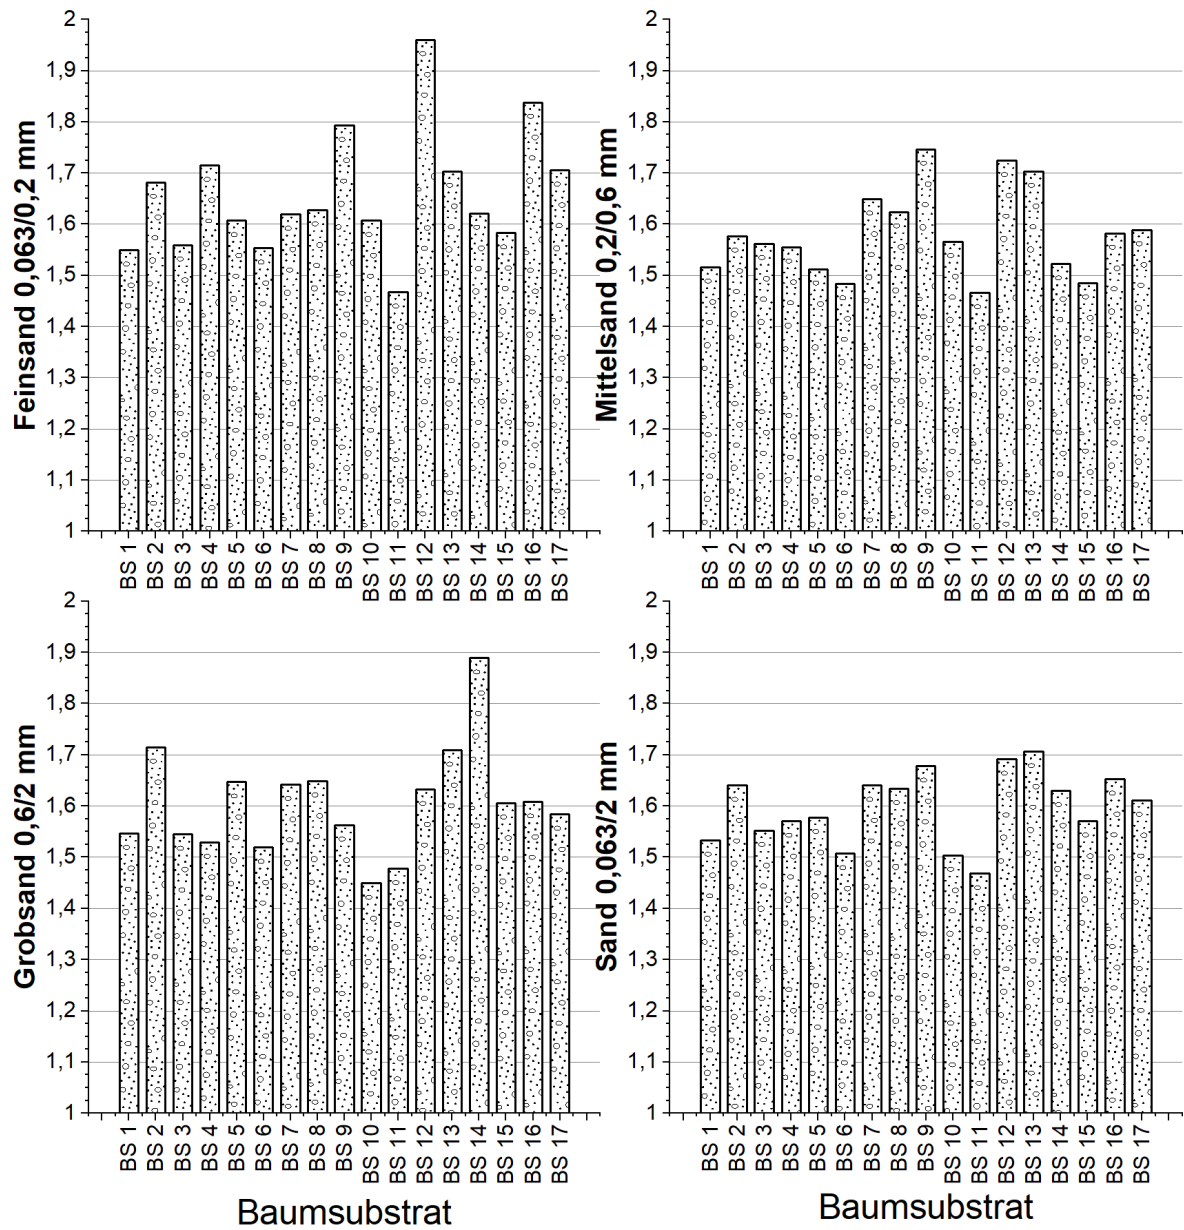 Feinsand 0,063/0,2 mm
2
1,9
1,8
1,7
1,6
1,5
1,4
1,3
1,2
1,1
1
BS 1
BS 2
BS 3
BS 4
BS 5
BS 6
BS 7
BS 8
BS 9
BS 10
BS 11
BS 12
BS 13
BS 14
BS 15
BS 16
BS 17
Mittelsand 0,2/0,6 mm
2
1,9
1,8
1,7
1,6
1,5
1,4
1,3
1,2
1,1
1
BS 1
BS 2
BS 3
BS 4
BS 5
BS 6
BS 7
BS 8
BS 9
BS 10
BS 11
BS 12
BS 13
BS 14
BS 15
BS 16
BS 17
Grobsand 0,6/2 mm
2
1,9
1,8
1,7
1,6
1,5
1,4
1,3
1,2
1,1
1
BS 1
BS 2
BS 3
BS 4
BS 5
BS 6
BS 7
BS 8
BS 9
BS 10
BS 11
BS 12
BS 13
BS 14
BS 15
BS 16
BS 17
Baumsubstrat
Sand 0,063/2 mm
2
1,9
1,8
1,7
1,6
1,5
1,4
1,3
1,2
1,1
1
BS 1
BS 2
BS 3
BS 4
BS 5
BS 6
BS 7
BS 8
BS 9
BS 10
BS 11
BS 12
BS 13
BS 14
BS 15
BS 16
BS 17
Baumsubstrat